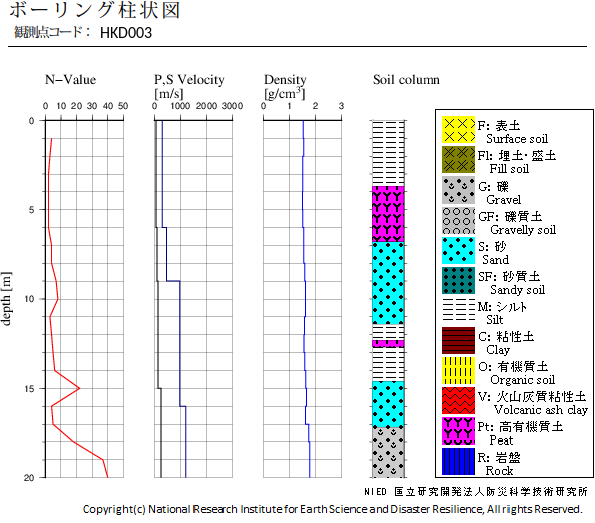 ボーリング柱状図
観測点コード： HKD003
N−Value
P,S Velocity
[m/s]
Density
[g/cm3]
Soil column
0 10 20 30 40 50
0 1000 2000 3000
0 1 2 3
0
5
10
15
20
depth [m]
F: 表土
Surface soil
Fl: 埋土・盛土
Fill soil
G: 礫
Gravel
GF: 礫質土
Gravelly soil
S: 砂
Sand
SF: 砂質土
Sandy soil
M: シルト
Silt
C: 粘性土
Clay
O: 有機質土
Organic soil
V: 火山灰質粘性土
Volcanic ash clay
Pt: 高有機質土
Peat
R: 岩盤
Rock
NIED 国立研究開発法人防災科学技術研究所
Copyright(c) National Research Institute for Earth Science and Disaster Resilience, All rights Reserved.